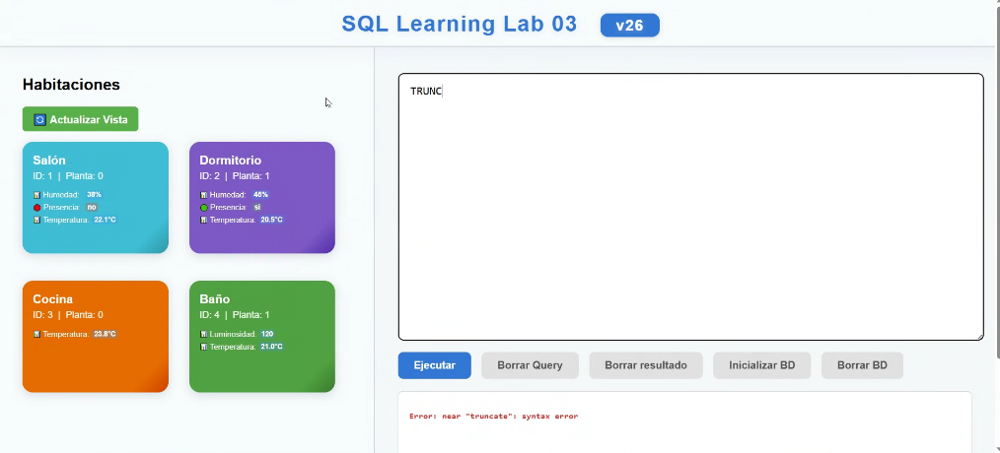 SQL Learning Lab 03 v26
Habitaciones
Actualizar Vista
Salón
ID: 1 | Planta: 0
Humedad: 38%
Presencia: no
Temperatura: 22.1°C
Dormitorio
ID: 2 | Planta: 1
Humedad: 45%
Presencia: si
Temperatura: 20.5°C
Cocina
ID: 3 | Planta: 0
Temperatura: 23.8°C
Baño
ID: 4 | Planta: 1
Luminosidad: 120
Temperatura: 21.0°C
TRUNC
Ejecutar Borrar Query Borrar resultado Inicializar BD Borrar BD
Error: near "truncate": syntax error